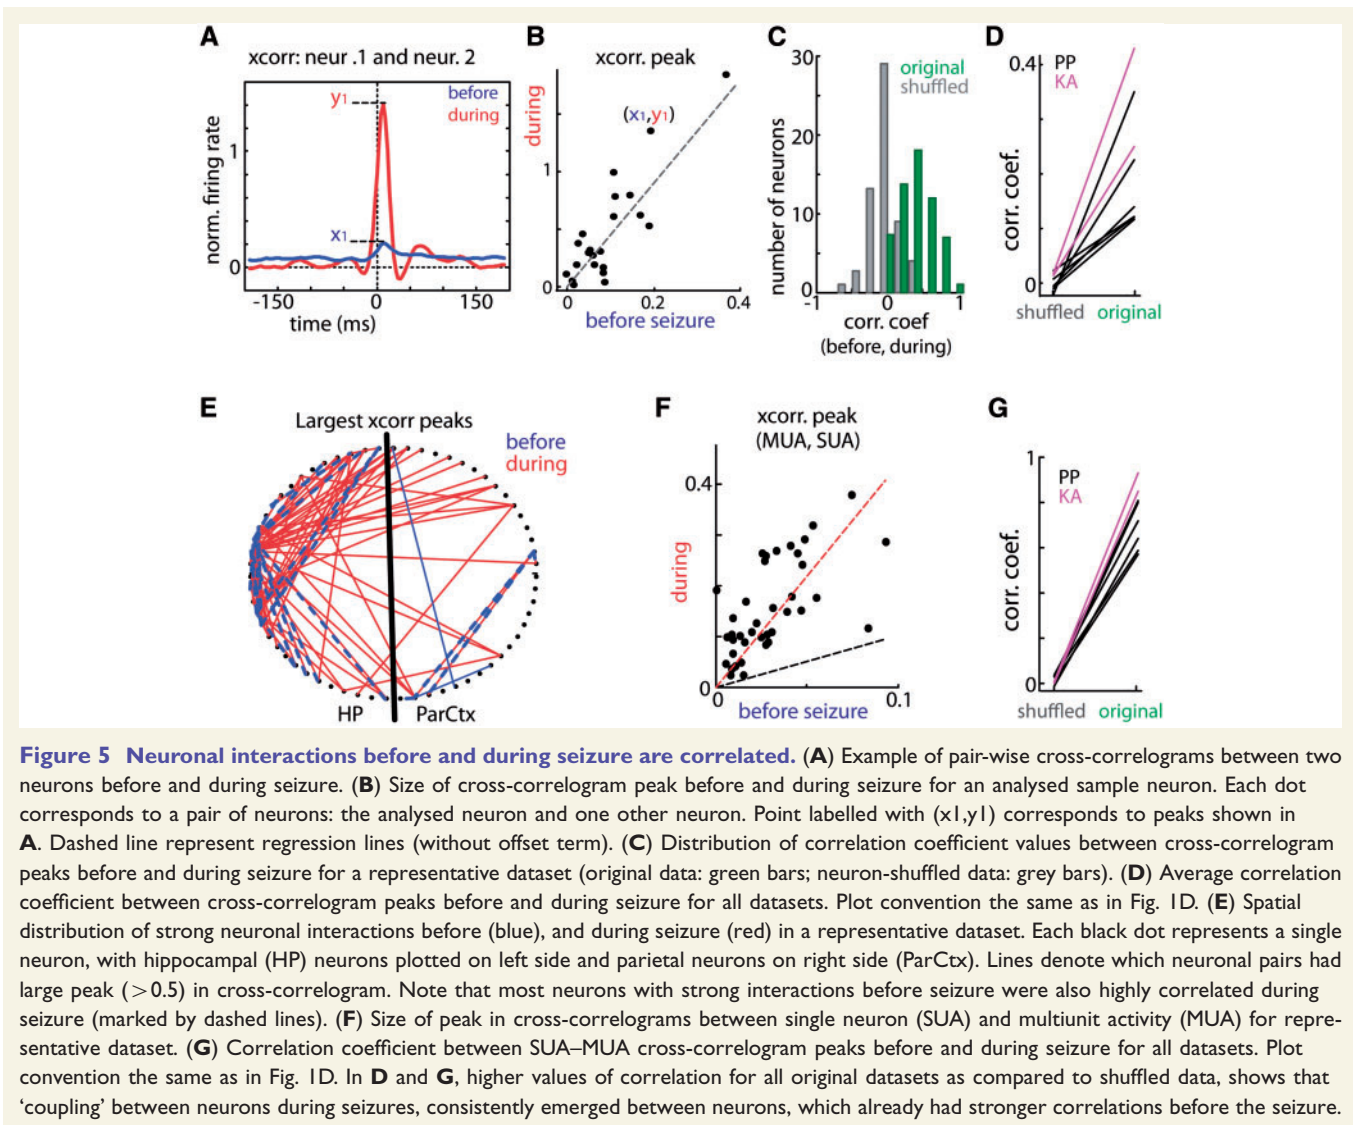 A
xcorr: neur .1 and neur. 2
before
during
y1
x1
norm. firing rate
1
0
-150
0
150
time (ms)
B
xcorr. peak
during
(x1,y1)
1
0
0
0.2
0.4
before seizure
C
30
20
10
0
number of neurons
original
shuffled
-1
0
1
corr. coef
(before, during)
D
0.4
0
PP
KA
corr. coef.
shuffled original
E
Largest xcorr peaks
before
during
HP
ParCtx
F
xcorr. peak
(MUA, SUA)
0.4
0
during
0
0.1
before seizure
G
1
0
PP
KA
corr. coef.
shuffled original
Figure 5 Neuronal interactions before and during seizure are correlated. (A) Example of pair-wise cross-correlograms between two
neurons before and during seizure. (B) Size of cross-correlogram peak before and during seizure for an analysed sample neuron. Each dot
corresponds to a pair of neurons: the analysed neuron and one other neuron. Point labelled with (x1,y1) corresponds to peaks shown in
A. Dashed line represent regression lines (without offset term). (C) Distribution of correlation coefficient values between cross-correlogram
peaks before and during seizure for a representative dataset (original data: green bars; neuron-shuffled data: grey bars). (D) Average correlation
coefficient between cross-correlogram peaks before and during seizure for all datasets. Plot convention the same as in Fig. 1D. (E) Spatial
distribution of strong neuronal interactions before (blue), and during seizure (red) in a representative dataset. Each black dot represents a single
neuron, with hippocampal (HP) neurons plotted on left side and parietal neurons on right side (ParCtx). Lines denote which neuronal pairs had
large peak (>0.5) in cross-correlogram. Note that most neurons with strong interactions before seizure were also highly correlated during
seizure (marked by dashed lines). (F) Size of peak in cross-correlograms between single neuron (SUA) and multiunit activity (MUA) for repre-
sentative dataset. (G) Correlation coefficient between SUA–MUA cross-correlogram peaks before and during seizure for all datasets. Plot
convention the same as in Fig. 1D. In D and G, higher values of correlation for all original datasets as compared to shuffled data, shows that
‘coupling’ between neurons during seizures, consistently emerged between neurons, which already had stronger correlations before the seizure.